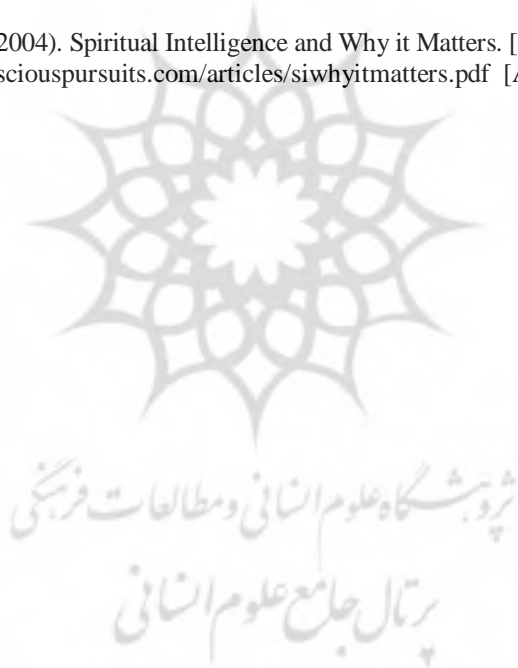 2004). Spiritual Intelligence and Why it Matters. [
sciouspursuits.com/articles/siwhyitmatters.pdf [A
پژوهشگاه علوم انسانی و مطالعات فرهنگی
پرتال جامع علوم انسانی